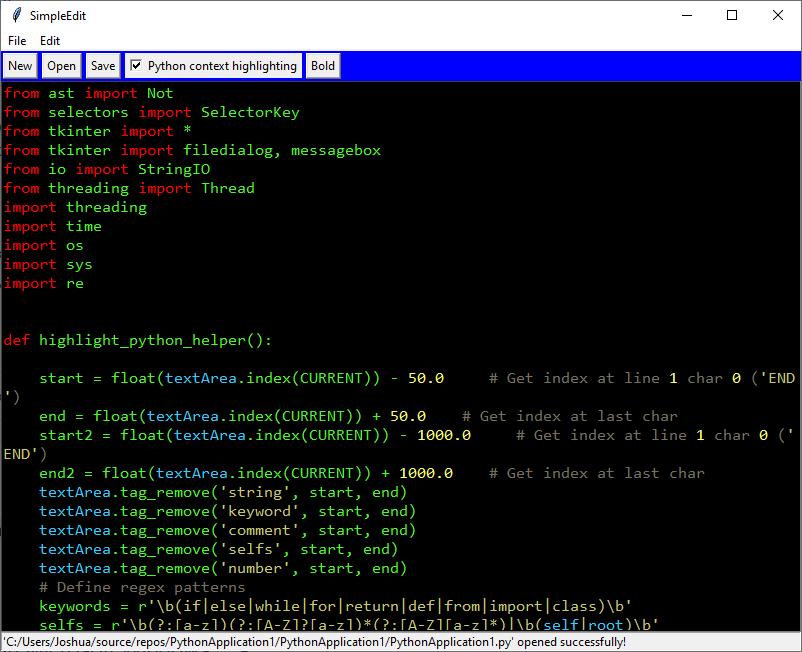 SimpleEdit
File Edit
New Open Save Python context highlighting Bold
from ast import Not
from selectors import SelectorKey
from tkinter import *
from tkinter import filedialog, messagebox
from io import StringIO
from threading import Thread
import threading
import time
import os
import sys
import re
def highlight_python_helper():
    start = float(textArea.index(CURRENT)) - 50.0     # Get index at line 1 char 0 ('END
')
    end = float(textArea.index(CURRENT)) + 50.0    # Get index at last char
    start2 = float(textArea.index(CURRENT)) - 1000.0     # Get index at line 1 char 0 ('
END')
    end2 = float(textArea.index(CURRENT)) + 1000.0    # Get index at last char
    textArea.tag_remove('string', start, end)
    textArea.tag_remove('keyword', start, end)
    textArea.tag_remove('comment', start, end)
    textArea.tag_remove('selfs', start, end)
    textArea.tag_remove('number', start, end)
    # Define regex patterns
    keywords = r'\b(if|else|while|for|return|def|from|import|class)\b'
    selfs = r'\b(?:[a-z])(?:[A-Z]?[a-z])*(?:[A-Z][a-z]*)|\b(self|root)\b'
'C:/Users/Joshua/source/repos/PythonApplication1/PythonApplication1/PythonApplication1.py' opened successfully!